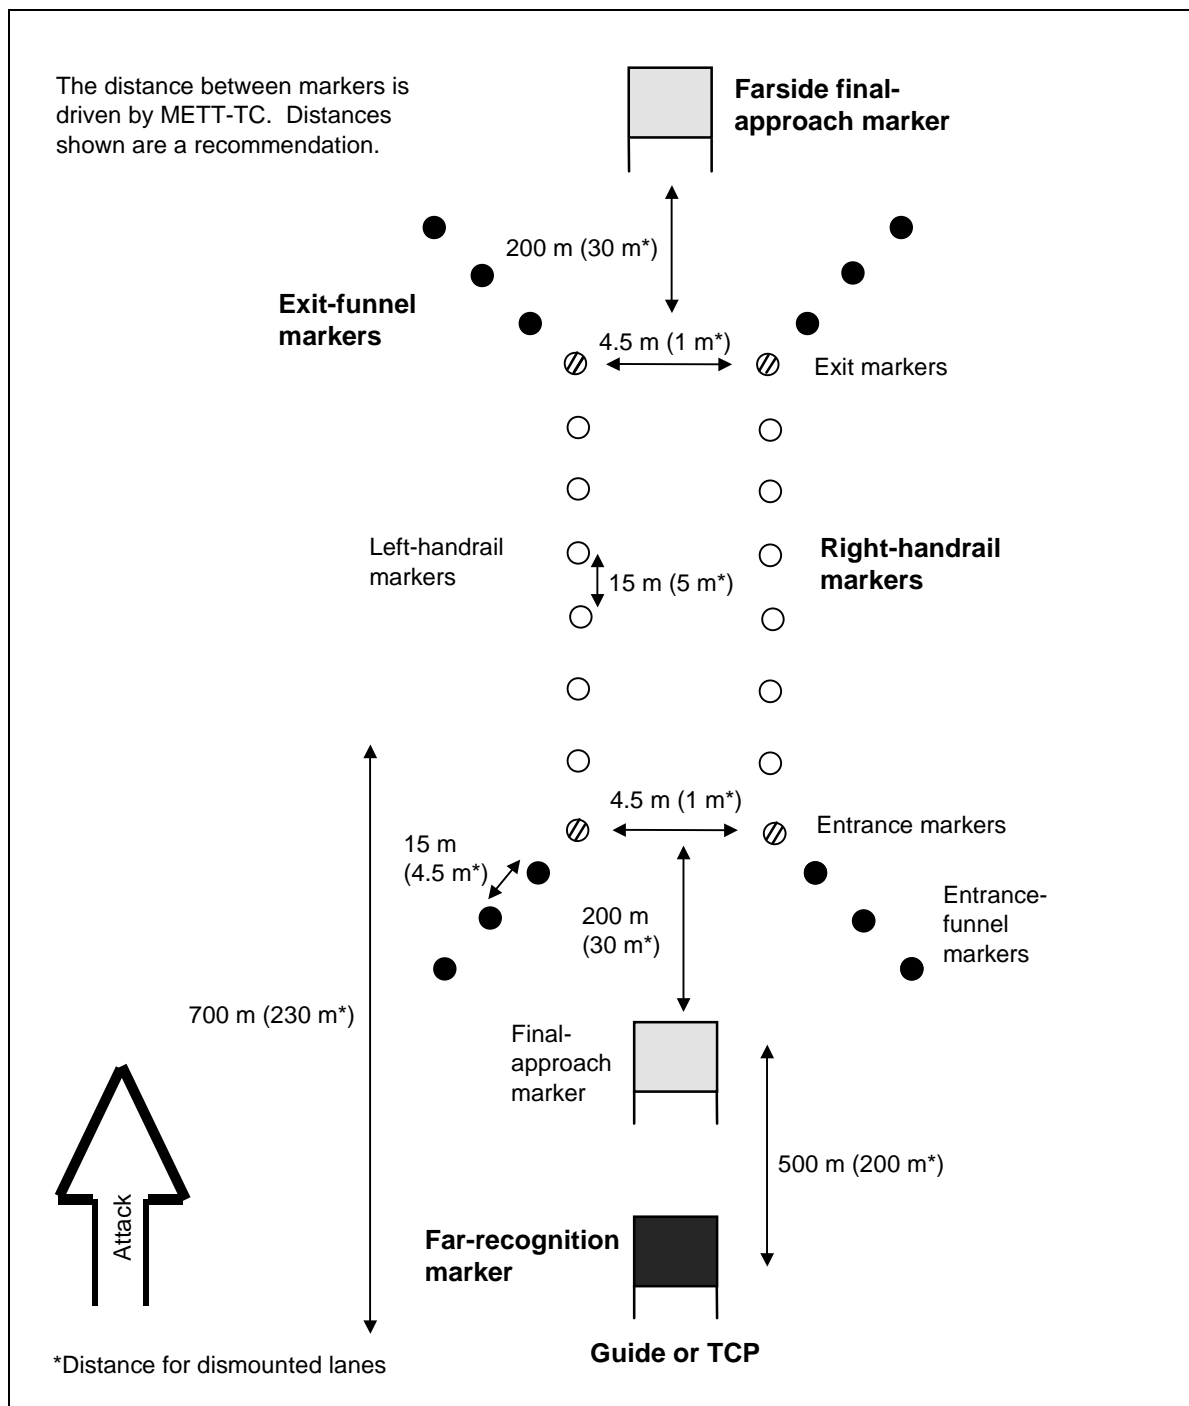 The distance between markers is
driven by METT-TC.  Distances
shown are a recommendation.
Farside final-
approach marker
200 m (30 m*)
Exit-funnel
markers
4.5 m (1 m*)
Exit markers
Left-handrail
markers
15 m (5 m*)
Right-handrail
markers
4.5 m (1 m*)
Entrance markers
15 m
(4.5 m*)
Entrance-
funnel
markers
200 m
(30 m*)
700 m (230 m*)
Final-
approach
marker
500 m (200 m*)
Attack
Far-recognition
marker
Guide or TCP
*Distance for dismounted lanes